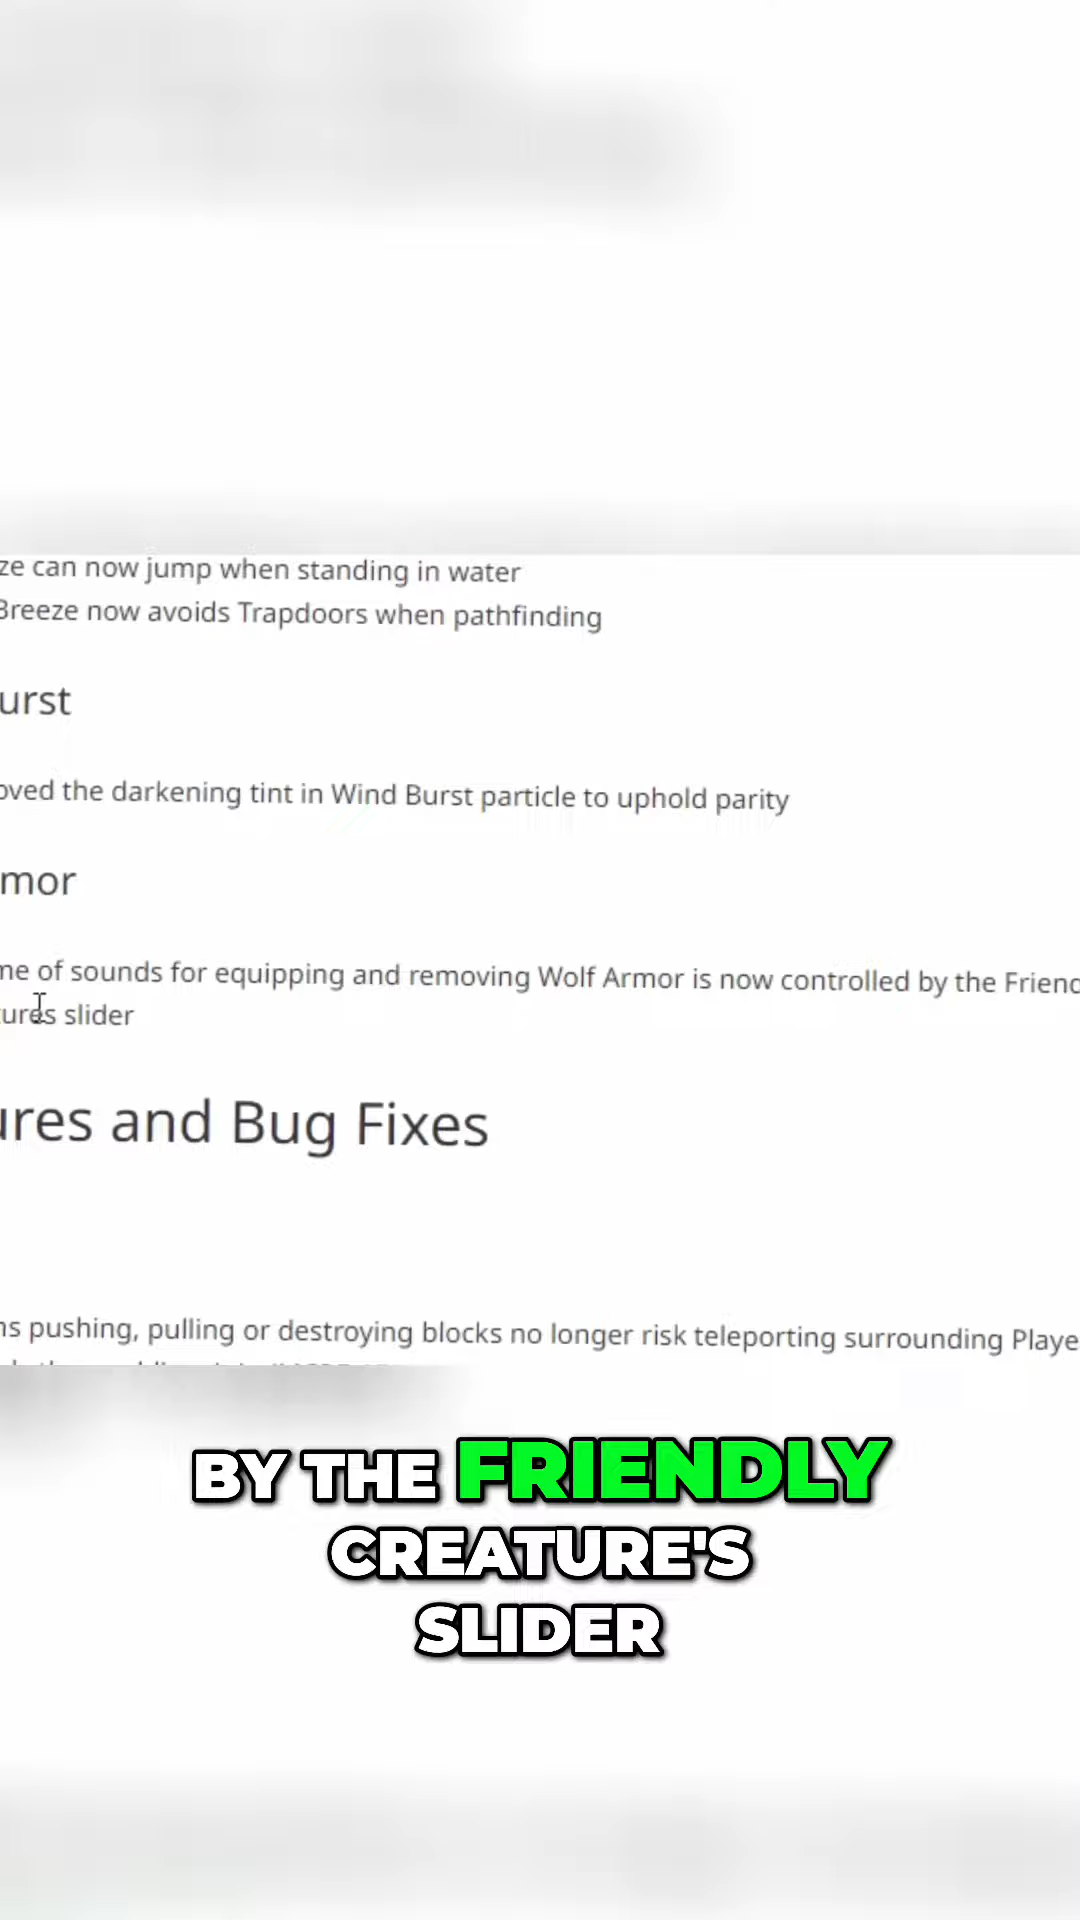 ze can now jump when standing in water
Breeze now avoids Trapdoors when pathfinding
urst
oved the darkening tint in Wind Burst particle to uphold parity
mor
me of sounds for equipping and removing Wolf Armor is now controlled by the Friend
tures slider
ures and Bug Fixes
ns pushing, pulling or destroying blocks no longer risk teleporting surrounding Playe
BY THE FRIENDLY
CREATURE'S
SLIDER